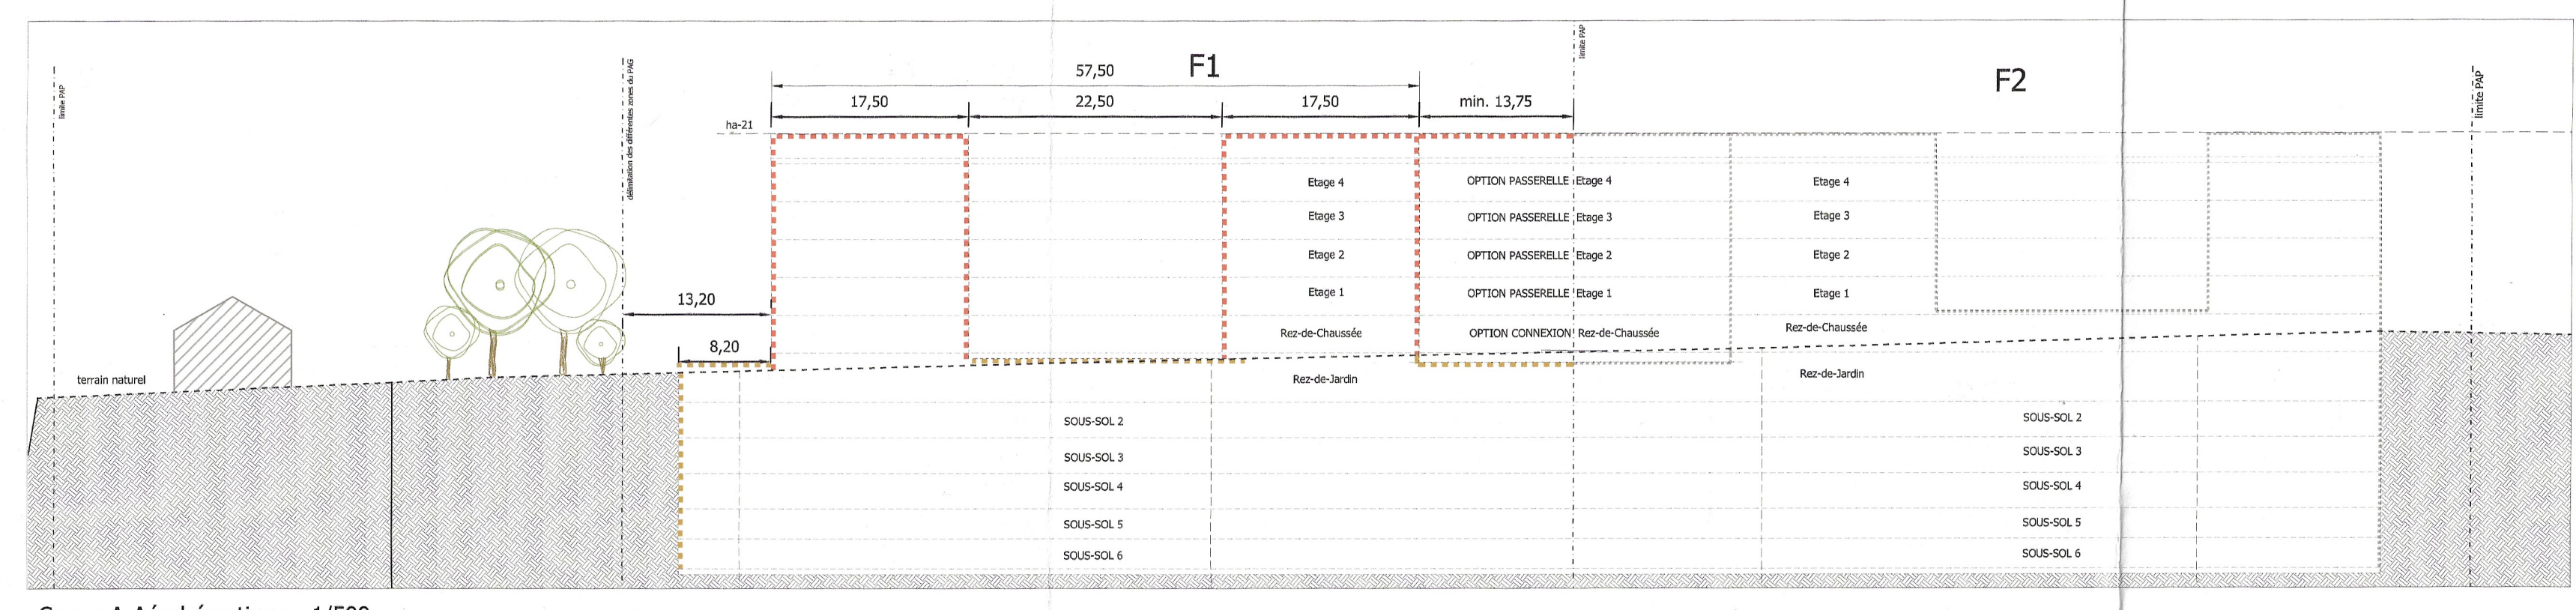 limite PAP
délimitation des différentes zones du PAG
limite PAP
limite PAP
F1
F2
57,50
17,50
22,50
17,50
min. 13,75
ha-21
Etage 4
OPTION PASSERELLE Etage 4
Etage 4
Etage 3
OPTION PASSERELLE Etage 3
Etage 3
Etage 2
OPTION PASSERELLE Etage 2
Etage 2
Etage 1
OPTION PASSERELLE Etage 1
Etage 1
13,20
Rez-de-Chaussée
OPTION CONNEXION Rez-de-Chaussée
Rez-de-Chaussée
8,20
terrain naturel
Rez-de-Jardin
Rez-de-Jardin
SOUS-SOL 2
SOUS-SOL 2
SOUS-SOL 3
SOUS-SOL 3
SOUS-SOL 4
SOUS-SOL 4
SOUS-SOL 5
SOUS-SOL 5
SOUS-SOL 6
SOUS-SOL 6
1/500